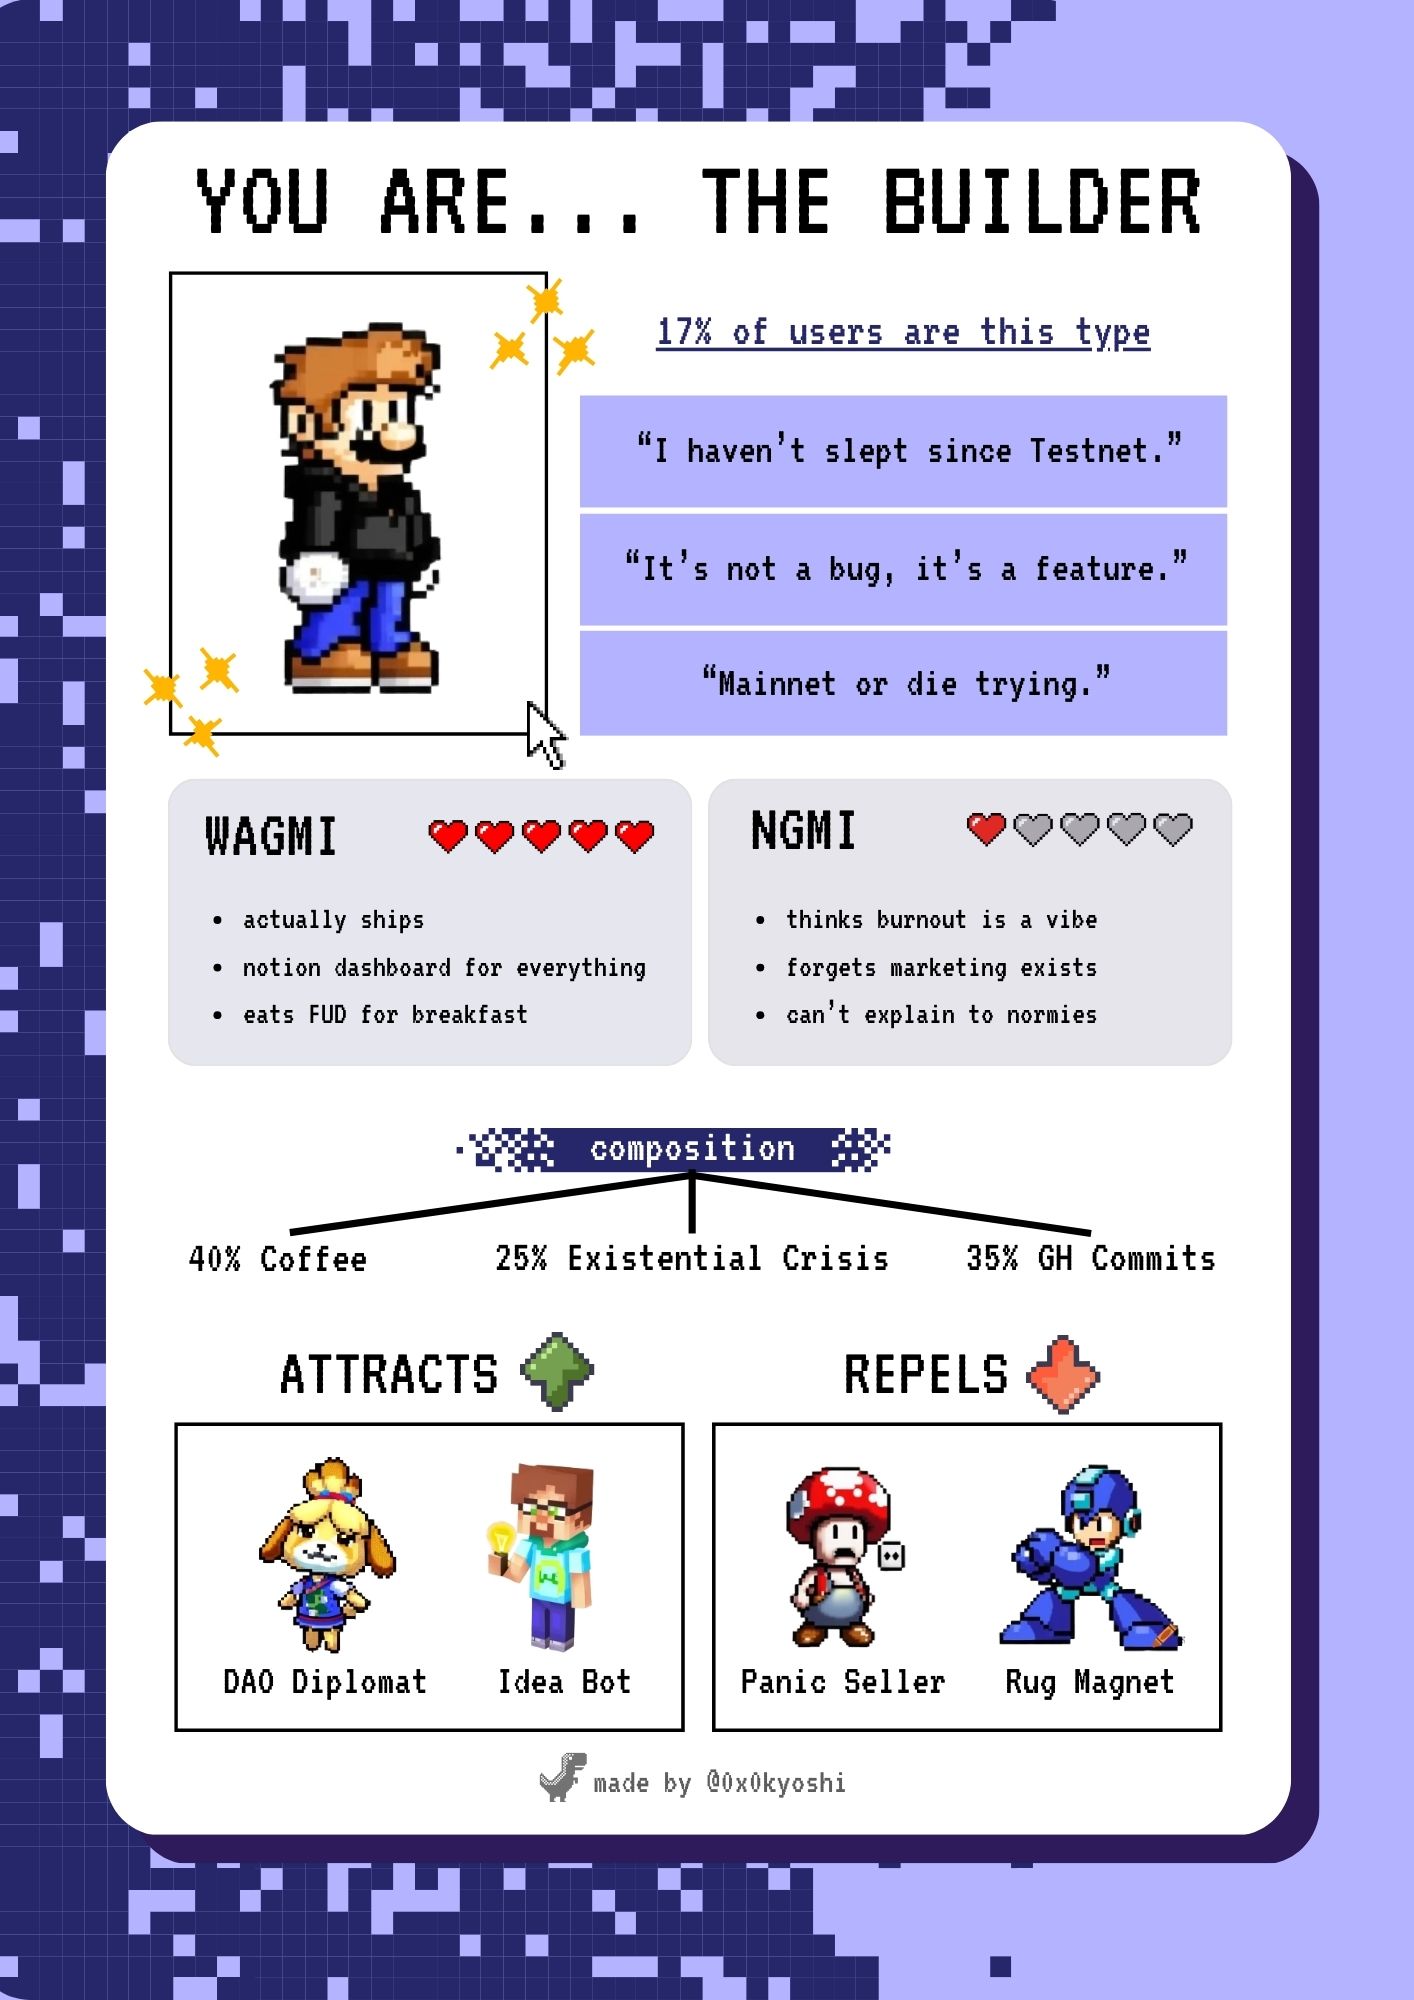 YOU ARE... THE BUILDER
17% of users are this type
“I haven’t slept since Testnet.”
“It’s not a bug, it’s a feature.”
“Mainnet or die trying.”
WAGMI
• actually ships
• notion dashboard for everything
• eats FUD for breakfast
NGMI
• thinks burnout is a vibe
• forgets marketing exists
• can’t explain to normies
composition
40% Coffee
25% Existential Crisis
35% GH Commits
ATTRACTS
DAO Diplomat
Idea Bot
REPELS
Panic Seller
Rug Magnet
made by @0x0kyoshi